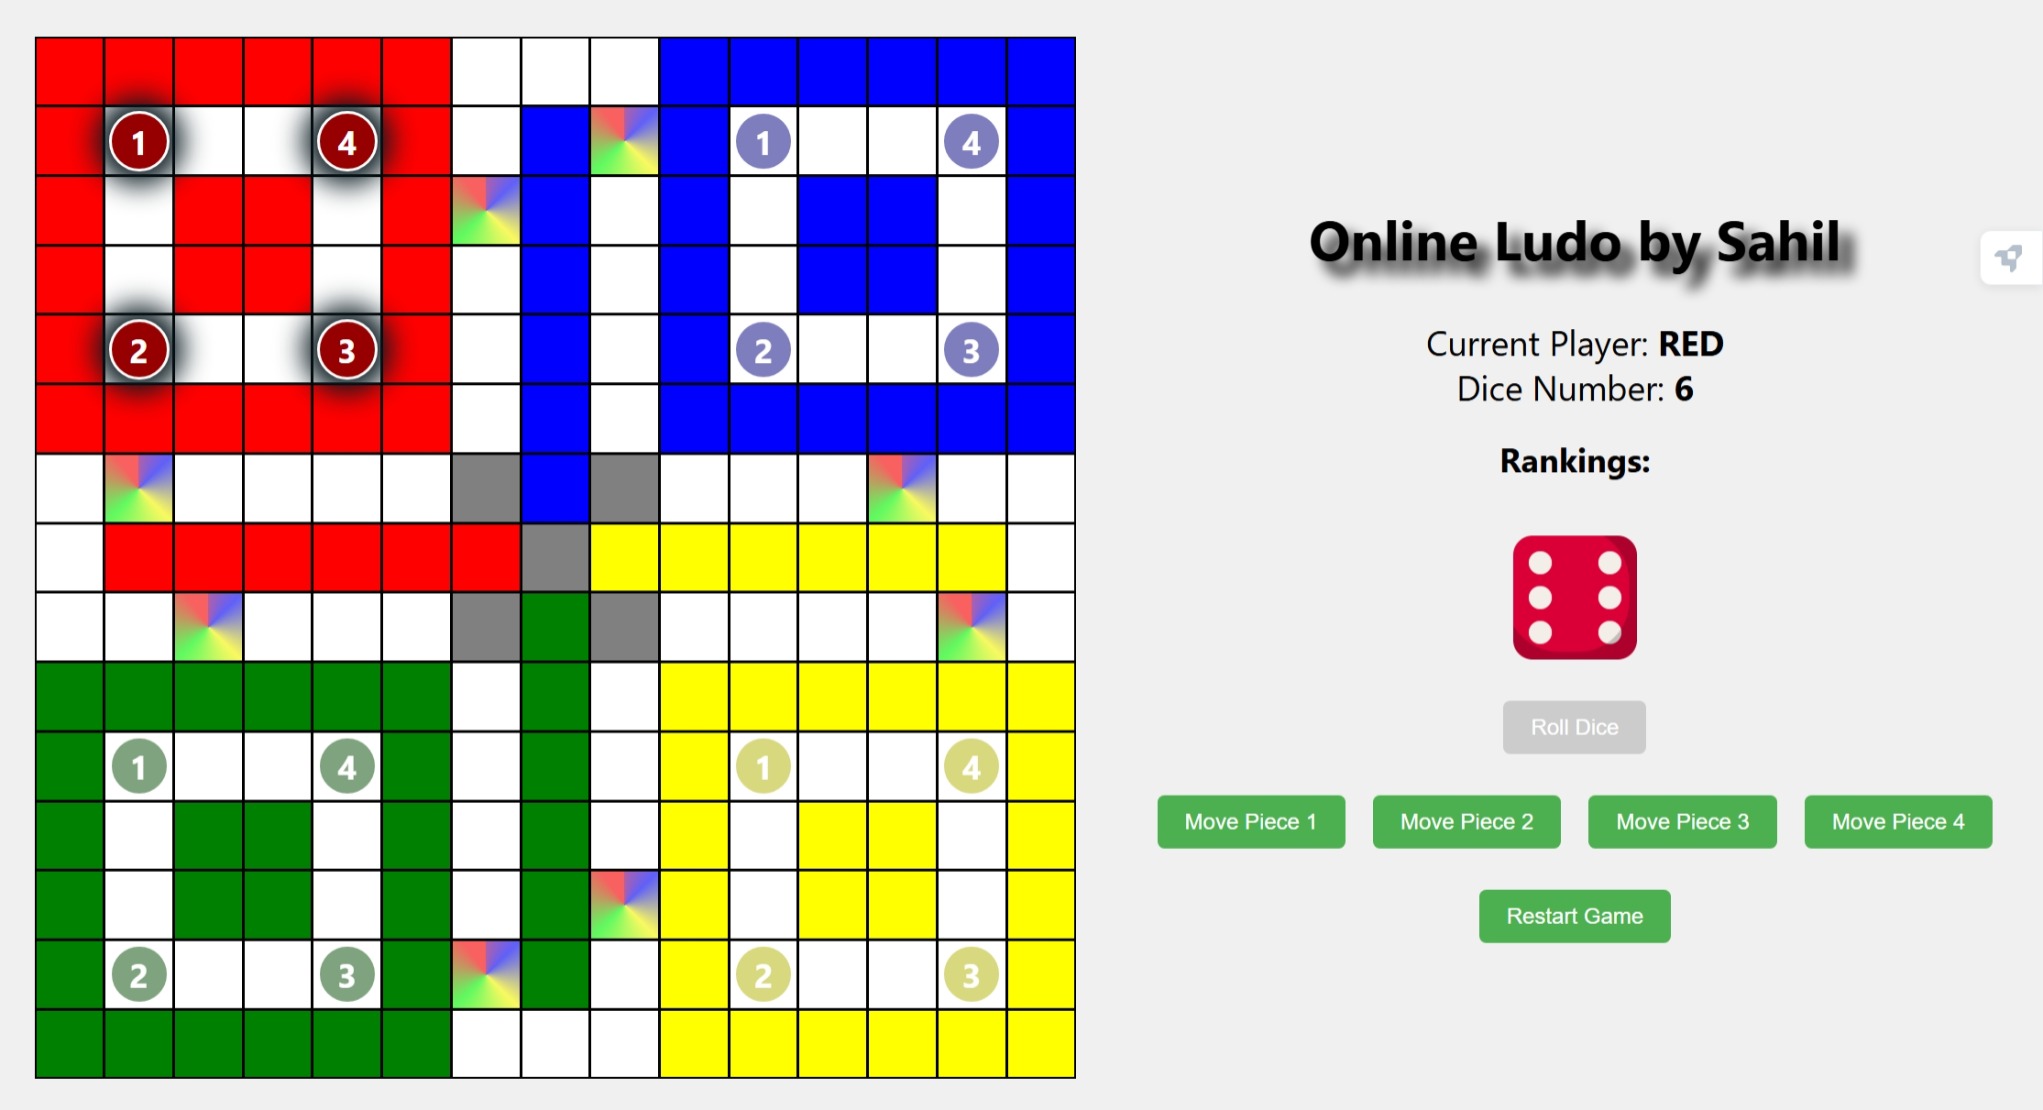 1 4 1 4
2 3 2 3
1 4 1 4
2 3 2 3
Online Ludo by Sahil
Current Player: RED
Dice Number: 6
Rankings:
Roll Dice
Move Piece 1 Move Piece 2 Move Piece 3 Move Piece 4
Restart Game